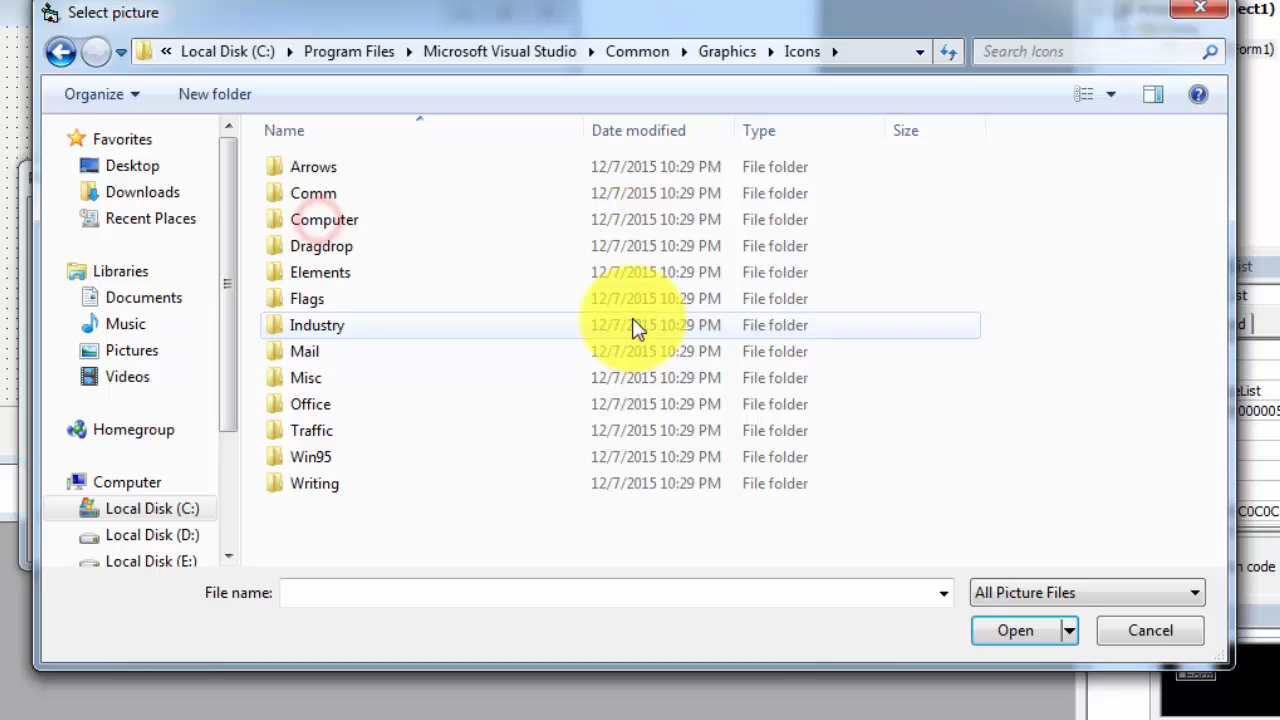 Select picture
ect1)
« Local Disk (C:) Program Files Microsoft Visual Studio Common Graphics Icons
Search Icons
orm1)
Organize
New folder
Name Date modified Type Size
Favorites
Desktop
Downloads
Recent Places
Libraries
Documents
Music
Pictures
Videos
Homegroup
Computer
Local Disk (C:)
Local Disk (D:)
Local Disk (E:)
Arrows 12/7/2015 10:29 PM File folder
Comm 12/7/2015 10:29 PM File folder
Computer 12/7/2015 10:29 PM File folder
Dragdrop 12/7/2015 10:29 PM File folder
Elements 12/7/2015 10:29 PM File folder
Flags 12/7/2015 10:29 PM File folder
Industry 12/7/2015 10:29 PM File folder
Mail 12/7/2015 10:29 PM File folder
Misc 12/7/2015 10:29 PM File folder
Office 12/7/2015 10:29 PM File folder
Traffic 12/7/2015 10:29 PM File folder
Win95 12/7/2015 10:29 PM File folder
Writing 12/7/2015 10:29 PM File folder
ist
st
d
eList
000005
C0C0C
n code
File name:
All Picture Files
Open
Cancel